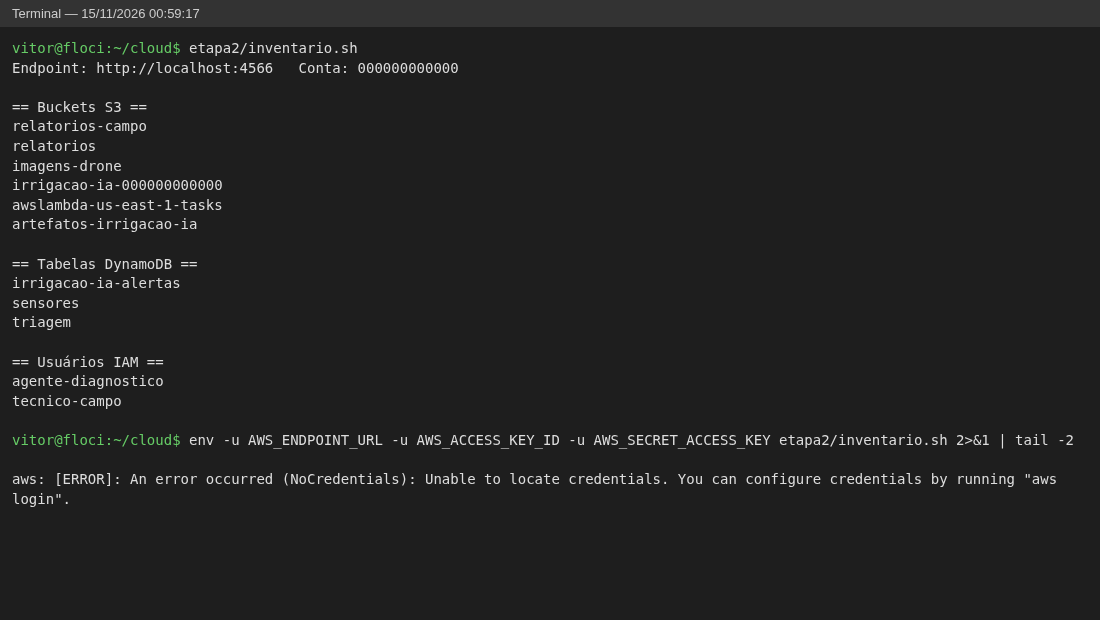 Terminal — 15/11/2026 00:59:17
vitor@floci:~/cloud$ etapa2/inventario.sh
Endpoint: http://localhost:4566   Conta: 000000000000
== Buckets S3 ==
relatorios-campo
relatorios
imagens-drone
irrigacao-ia-000000000000
awslambda-us-east-1-tasks
artefatos-irrigacao-ia
== Tabelas DynamoDB ==
irrigacao-ia-alertas
sensores
triagem
== Usuários IAM ==
agente-diagnostico
tecnico-campo
vitor@floci:~/cloud$ env -u AWS_ENDPOINT_URL -u AWS_ACCESS_KEY_ID -u AWS_SECRET_ACCESS_KEY etapa2/inventario.sh 2>&1 | tail -2
aws: [ERROR]: An error occurred (NoCredentials): Unable to locate credentials. You can configure credentials by running "aws
login".